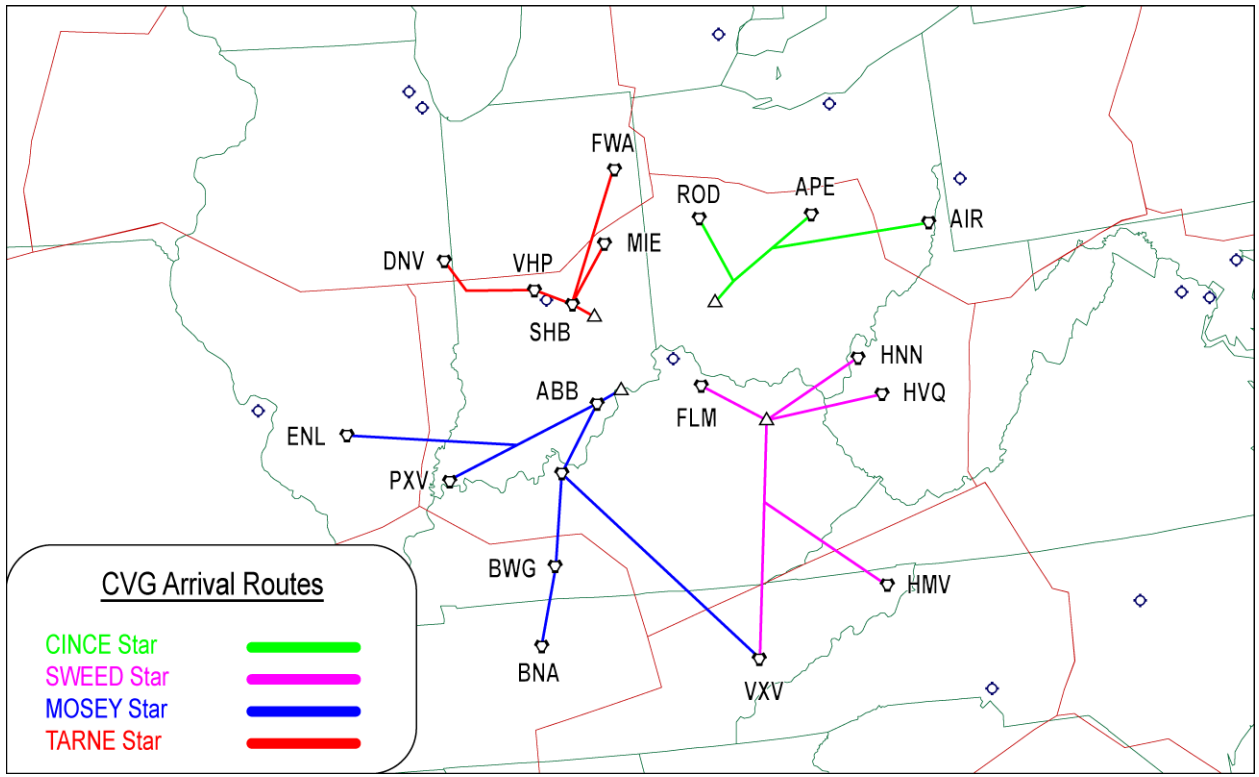 FWA
ROD
APE
AIR
MIE
DNV
VHP
SHB
HNN
ABB
FLM
HVQ
ENL
PXV
BWG
HMV
BNA
VXV
CVG Arrival Routes
CINCE Star
SWEED Star
MOSEY Star
TARNE Star